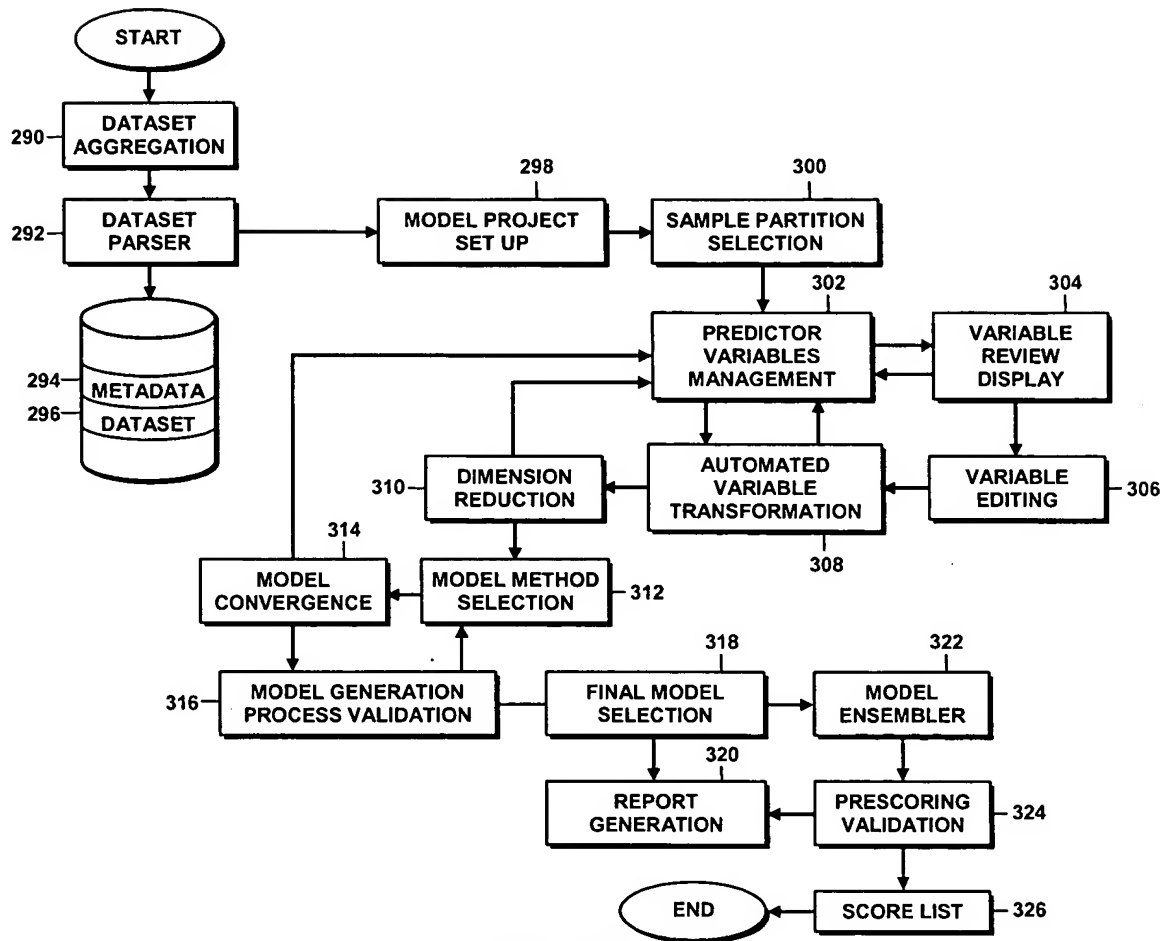 START
290
DATASET
AGGREGATION
298
300
292
DATASET
PARSER
MODEL PROJECT
SET UP
SAMPLE PARTITION
SELECTION
302
304
PREDICTOR
VARIABLES
MANAGEMENT
VARIABLE
REVIEW
DISPLAY
294
METADATA
296
DATASET
310
DIMENSION
REDUCTION
AUTOMATED
VARIABLE
TRANSFORMATION
VARIABLE
EDITING
306
314
308
MODEL
CONVERGENCE
MODEL METHOD
SELECTION
312
318
322
316
MODEL GENERATION
PROCESS VALIDATION
FINAL MODEL
SELECTION
MODEL
ENSEMBLER
320
REPORT
GENERATION
PRESCORING
VALIDATION
324
END
SCORE LIST
326